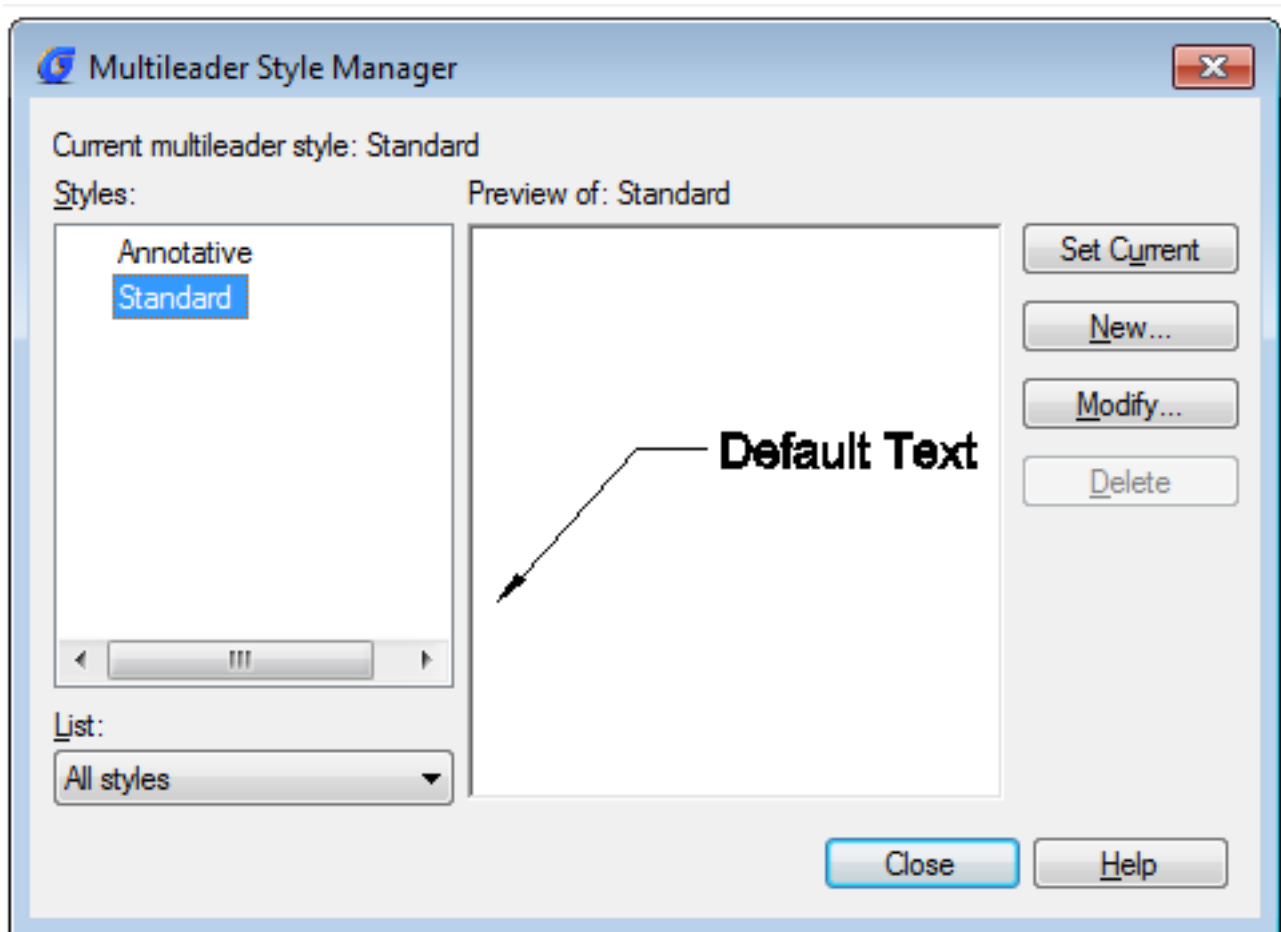 Multileader Style Manager
Current multileader style: Standard
Styles:
Preview of: Standard
Annotative
Standard
Default Text
Set Current
New...
Modify...
Delete
List:
All styles
Close
Help